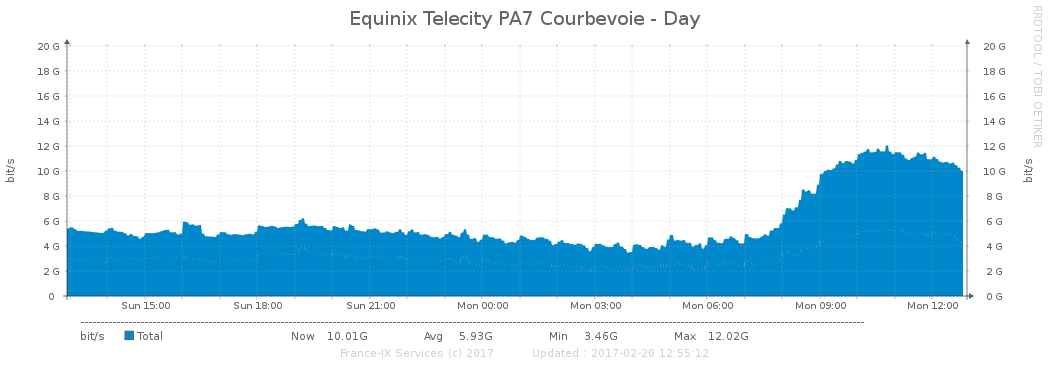 Equinix Telecity PA7 Courbevoie - Day
RRDTOOL / TOBI OETIKER
bit/s
20 G
18 G
16 G
14 G
12 G
10 G
8 G
6 G
4 G
2 G
0
20 G
18 G
16 G
14 G
12 G
10 G
8 G
6 G
4 G
2 G
0 G
bit/s
Sun 15:00 Sun 18:00 Sun 21:00 Mon 00:00 Mon 03:00 Mon 06:00 Mon 09:00 Mon 12:00
bit/s Total Now 10.01G Avg 5.93G Min 3.46G Max 12.02G
France-IX Services (c) 2017 Updated : 2017-02-20 12:55:12